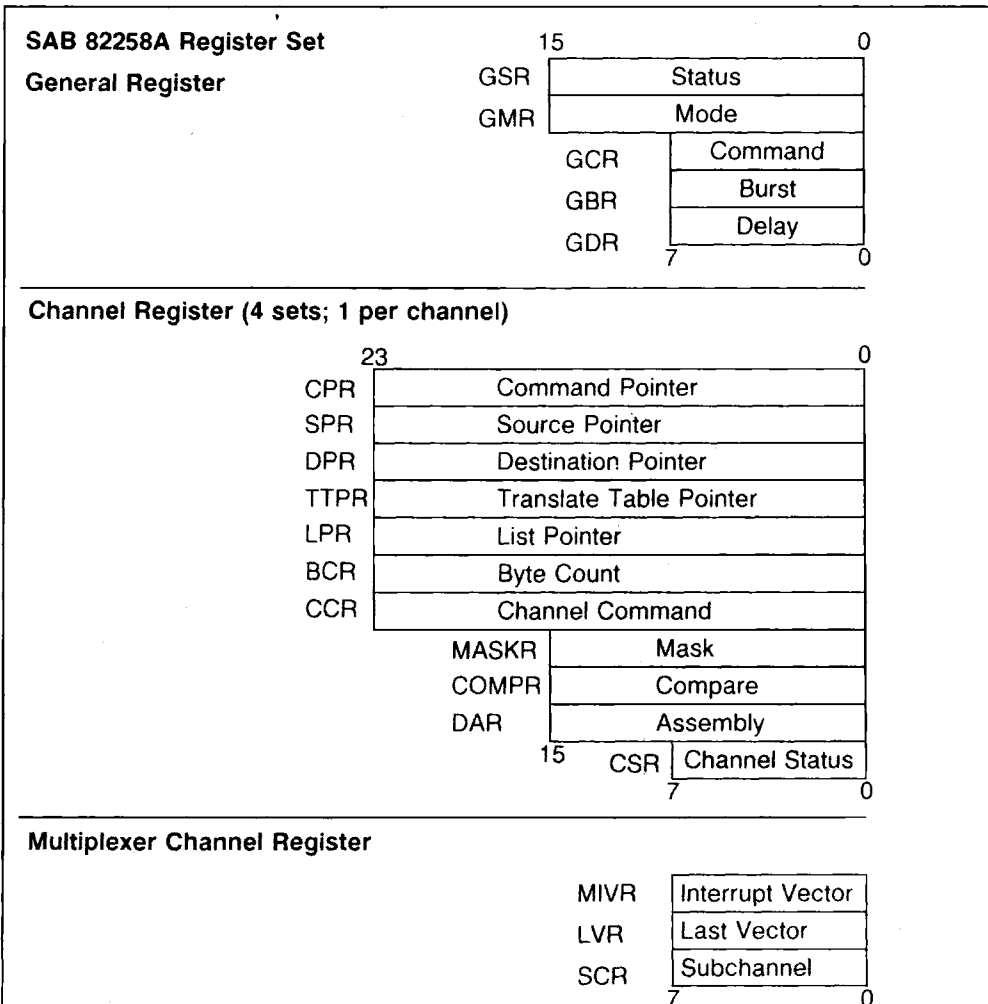 SAB 82258A Register Set
15 0
General Register
GSR Status
GMR Mode
GCR Command
GBR Burst
GDR Delay
7 0
Channel Register (4 sets; 1 per channel)
23 0
CPR Command Pointer
SPR Source Pointer
DPR Destination Pointer
TTPR Translate Table Pointer
LPR List Pointer
BCR Byte Count
CCR Channel Command
MASKR Mask
COMPR Compare
DAR Assembly
15
CSR Channel Status
7 0
Multiplexer Channel Register
MIVR Interrupt Vector
LVR Last Vector
SCR Subchannel
7 0